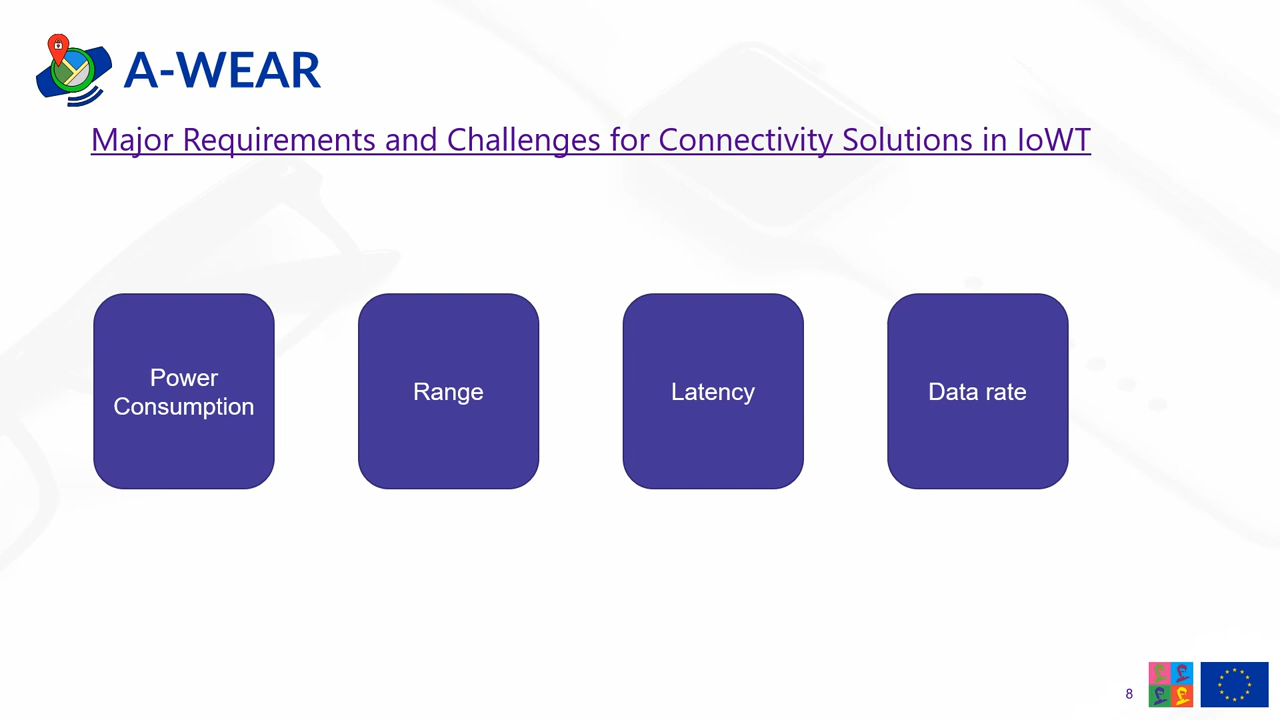 A-WEAR
Major Requirements and Challenges for Connectivity Solutions in IoWT
Power
Consumption
Range
Latency
Data rate
8